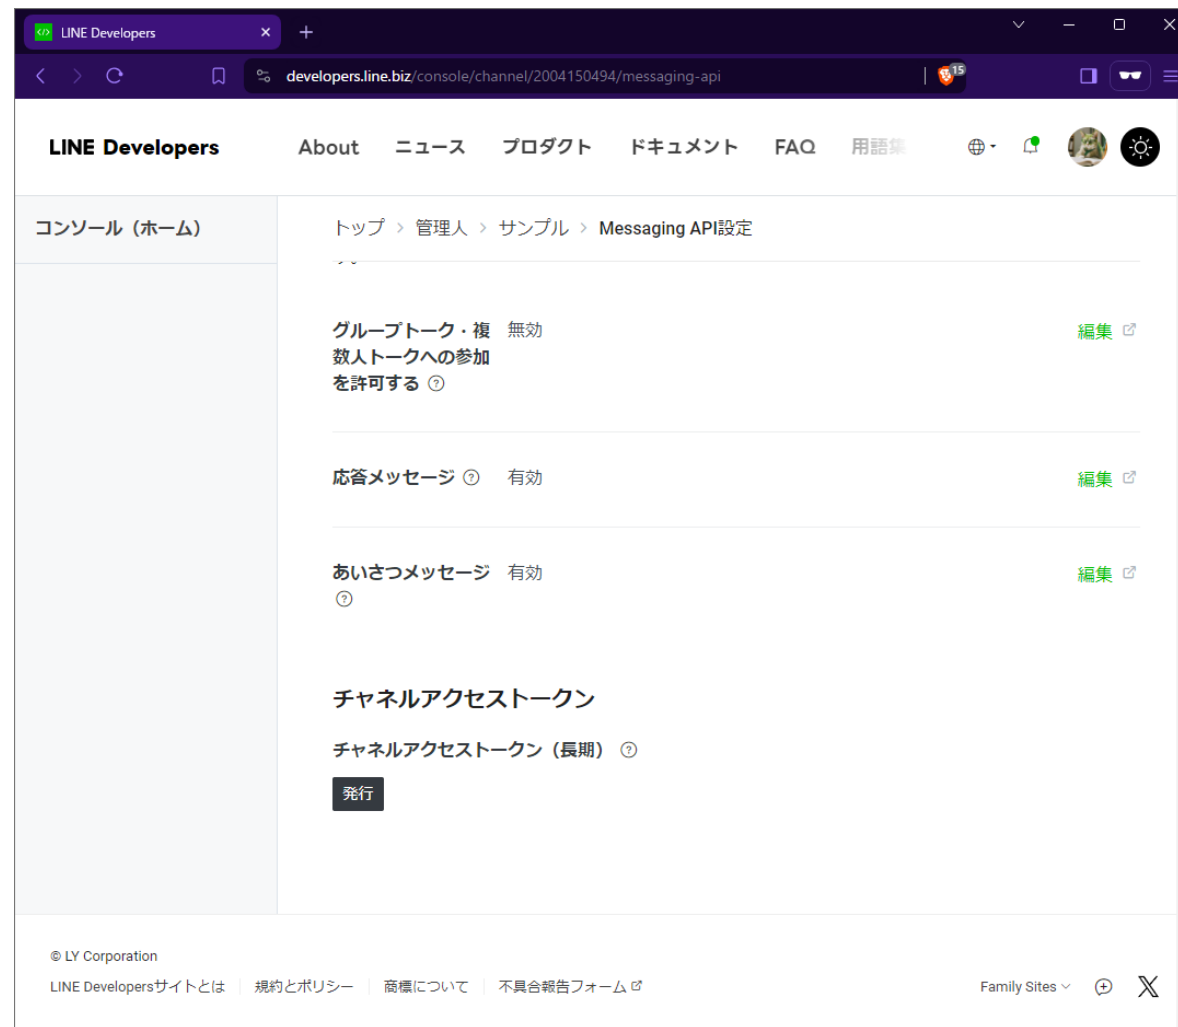 LINE Developers
developers.line.biz/console/channel/2004150494/messaging-api
15
LINE Developers About ニュース プロダクト ドキュメント FAQ 用語集
コンソール（ホーム）
トップ > 管理人 > サンプル > Messaging API設定
す。
グループトーク・複 無効 編集
数人トークへの参加
を許可する
応答メッセージ 有効 編集
あいさつメッセージ 有効 編集
チャネルアクセストークン
チャネルアクセストークン（長期）
発行
© LY Corporation
LINE Developersサイトとは 規約とポリシー 商標について 不具合報告フォーム Family Sites